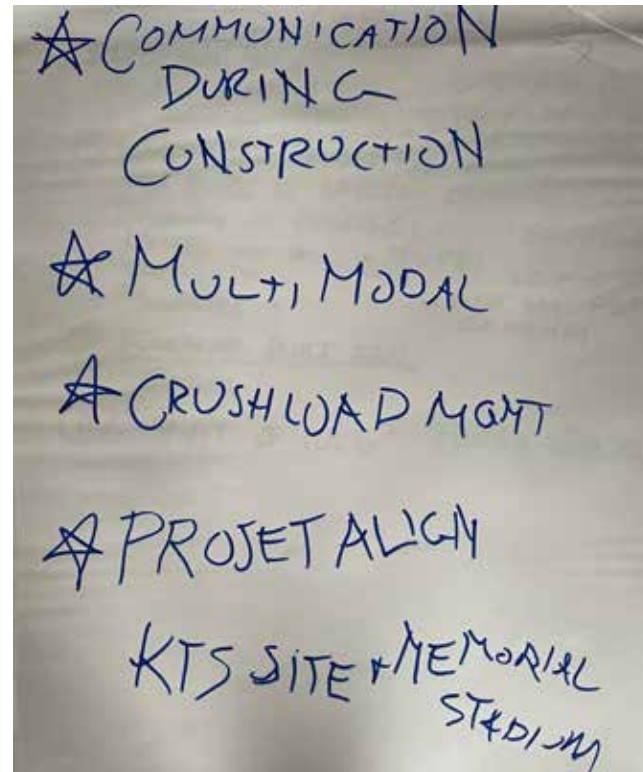 ☆ COMMUNICATION
DURING
CONSTRUCTION
☆ MULTI, MODAL
☆ CRUSHLOAD MGMT
☆ PROJET ALIGN
KTS SITE + MEMORIAL
STADIUM